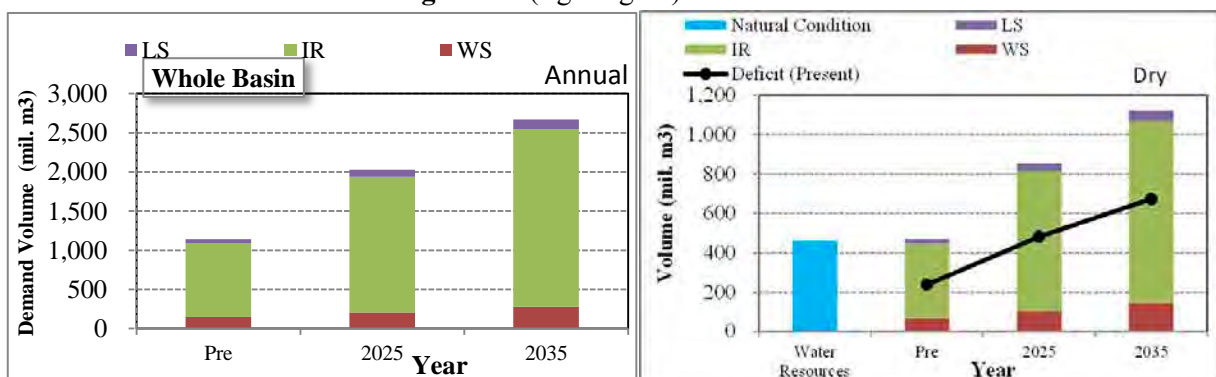 LS IR WS
Whole Basin
Annual
Demand Volume (mil. m3)
3,000
2,500
2,000
1,500
1,000
500
0
Pre 2025 2035
Year
Natural Condition LS
IR WS
Deficit (Present)
Dry
Volume (mil. m3)
1,200
1,000
800
600
400
200
0
Water Resources Pre 2025 2035
Year